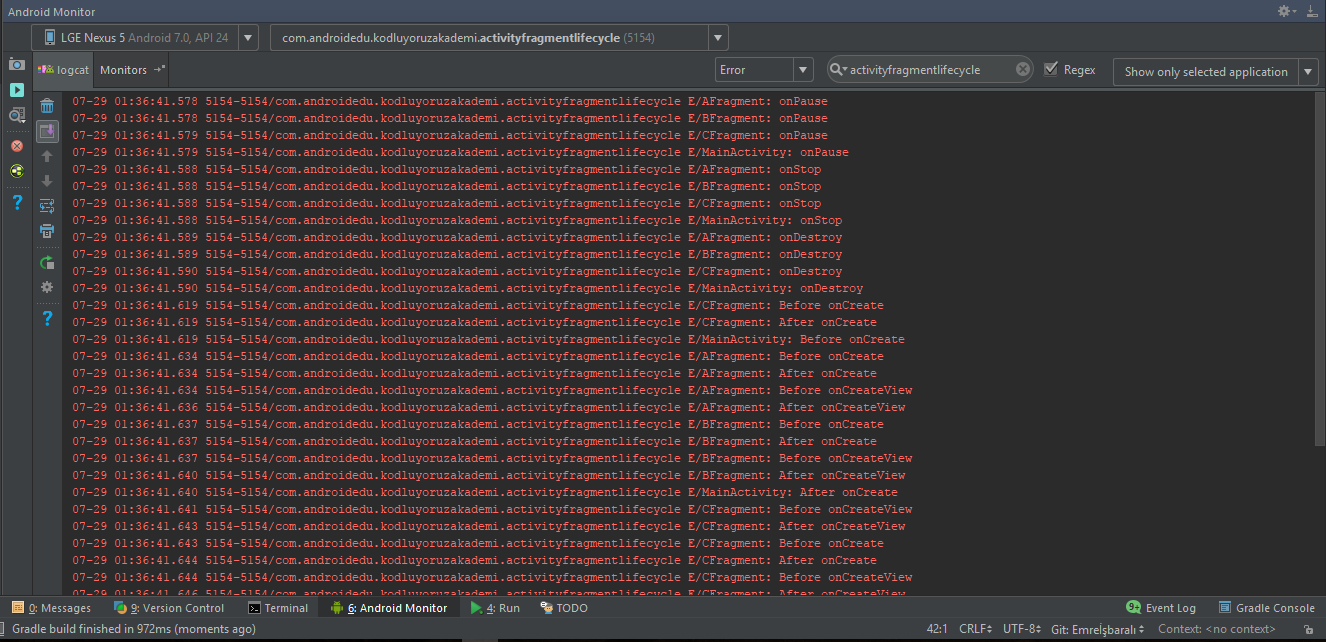 Android Monitor
LGE Nexus 5 Android 7.0, API 24
com.androidedu.kodluyoruzakademi.activityfragmentlifecycle (5154)
logcat
Monitors
Error
activityfragmentlifecycle
Regex
Show only selected application
07-29 01:36:41.578 5154-5154/com.androidedu.kodluyoruzakademi.activityfragmentlifecycle E/AFragment: onPause
07-29 01:36:41.578 5154-5154/com.androidedu.kodluyoruzakademi.activityfragmentlifecycle E/BFragment: onPause
07-29 01:36:41.579 5154-5154/com.androidedu.kodluyoruzakademi.activityfragmentlifecycle E/CFragment: onPause
07-29 01:36:41.579 5154-5154/com.androidedu.kodluyoruzakademi.activityfragmentlifecycle E/MainActivity: onPause
07-29 01:36:41.588 5154-5154/com.androidedu.kodluyoruzakademi.activityfragmentlifecycle E/AFragment: onStop
07-29 01:36:41.588 5154-5154/com.androidedu.kodluyoruzakademi.activityfragmentlifecycle E/BFragment: onStop
07-29 01:36:41.588 5154-5154/com.androidedu.kodluyoruzakademi.activityfragmentlifecycle E/CFragment: onStop
07-29 01:36:41.588 5154-5154/com.androidedu.kodluyoruzakademi.activityfragmentlifecycle E/MainActivity: onStop
07-29 01:36:41.589 5154-5154/com.androidedu.kodluyoruzakademi.activityfragmentlifecycle E/AFragment: onDestroy
07-29 01:36:41.589 5154-5154/com.androidedu.kodluyoruzakademi.activityfragmentlifecycle E/BFragment: onDestroy
07-29 01:36:41.590 5154-5154/com.androidedu.kodluyoruzakademi.activityfragmentlifecycle E/CFragment: onDestroy
07-29 01:36:41.590 5154-5154/com.androidedu.kodluyoruzakademi.activityfragmentlifecycle E/MainActivity: onDestroy
07-29 01:36:41.619 5154-5154/com.androidedu.kodluyoruzakademi.activityfragmentlifecycle E/CFragment: Before onCreate
07-29 01:36:41.619 5154-5154/com.androidedu.kodluyoruzakademi.activityfragmentlifecycle E/CFragment: After onCreate
07-29 01:36:41.619 5154-5154/com.androidedu.kodluyoruzakademi.activityfragmentlifecycle E/MainActivity: Before onCreate
07-29 01:36:41.634 5154-5154/com.androidedu.kodluyoruzakademi.activityfragmentlifecycle E/AFragment: Before onCreate
07-29 01:36:41.634 5154-5154/com.androidedu.kodluyoruzakademi.activityfragmentlifecycle E/AFragment: After onCreate
07-29 01:36:41.634 5154-5154/com.androidedu.kodluyoruzakademi.activityfragmentlifecycle E/AFragment: Before onCreateView
07-29 01:36:41.636 5154-5154/com.androidedu.kodluyoruzakademi.activityfragmentlifecycle E/AFragment: After onCreateView
07-29 01:36:41.637 5154-5154/com.androidedu.kodluyoruzakademi.activityfragmentlifecycle E/BFragment: Before onCreate
07-29 01:36:41.637 5154-5154/com.androidedu.kodluyoruzakademi.activityfragmentlifecycle E/BFragment: After onCreate
07-29 01:36:41.637 5154-5154/com.androidedu.kodluyoruzakademi.activityfragmentlifecycle E/BFragment: Before onCreateView
07-29 01:36:41.640 5154-5154/com.androidedu.kodluyoruzakademi.activityfragmentlifecycle E/BFragment: After onCreateView
07-29 01:36:41.640 5154-5154/com.androidedu.kodluyoruzakademi.activityfragmentlifecycle E/MainActivity: After onCreate
07-29 01:36:41.641 5154-5154/com.androidedu.kodluyoruzakademi.activityfragmentlifecycle E/CFragment: Before onCreateView
07-29 01:36:41.643 5154-5154/com.androidedu.kodluyoruzakademi.activityfragmentlifecycle E/CFragment: After onCreateView
07-29 01:36:41.643 5154-5154/com.androidedu.kodluyoruzakademi.activityfragmentlifecycle E/CFragment: Before onCreate
07-29 01:36:41.644 5154-5154/com.androidedu.kodluyoruzakademi.activityfragmentlifecycle E/CFragment: After onCreate
07-29 01:36:41.644 5154-5154/com.androidedu.kodluyoruzakademi.activityfragmentlifecycle E/CFragment: Before onCreateView
07-29 01:36:41.646 5154-5154/com.androidedu.kodluyoruzakademi.activityfragmentlifecycle E/CFragment: After onCreateView
0: Messages
9: Version Control
Terminal
6: Android Monitor
4: Run
TODO
9+ Event Log
Gradle Console
Gradle build finished in 972ms (moments ago)
42:1 CRLF UTF-8 Git: Emreİşbaralı Context: <no context>